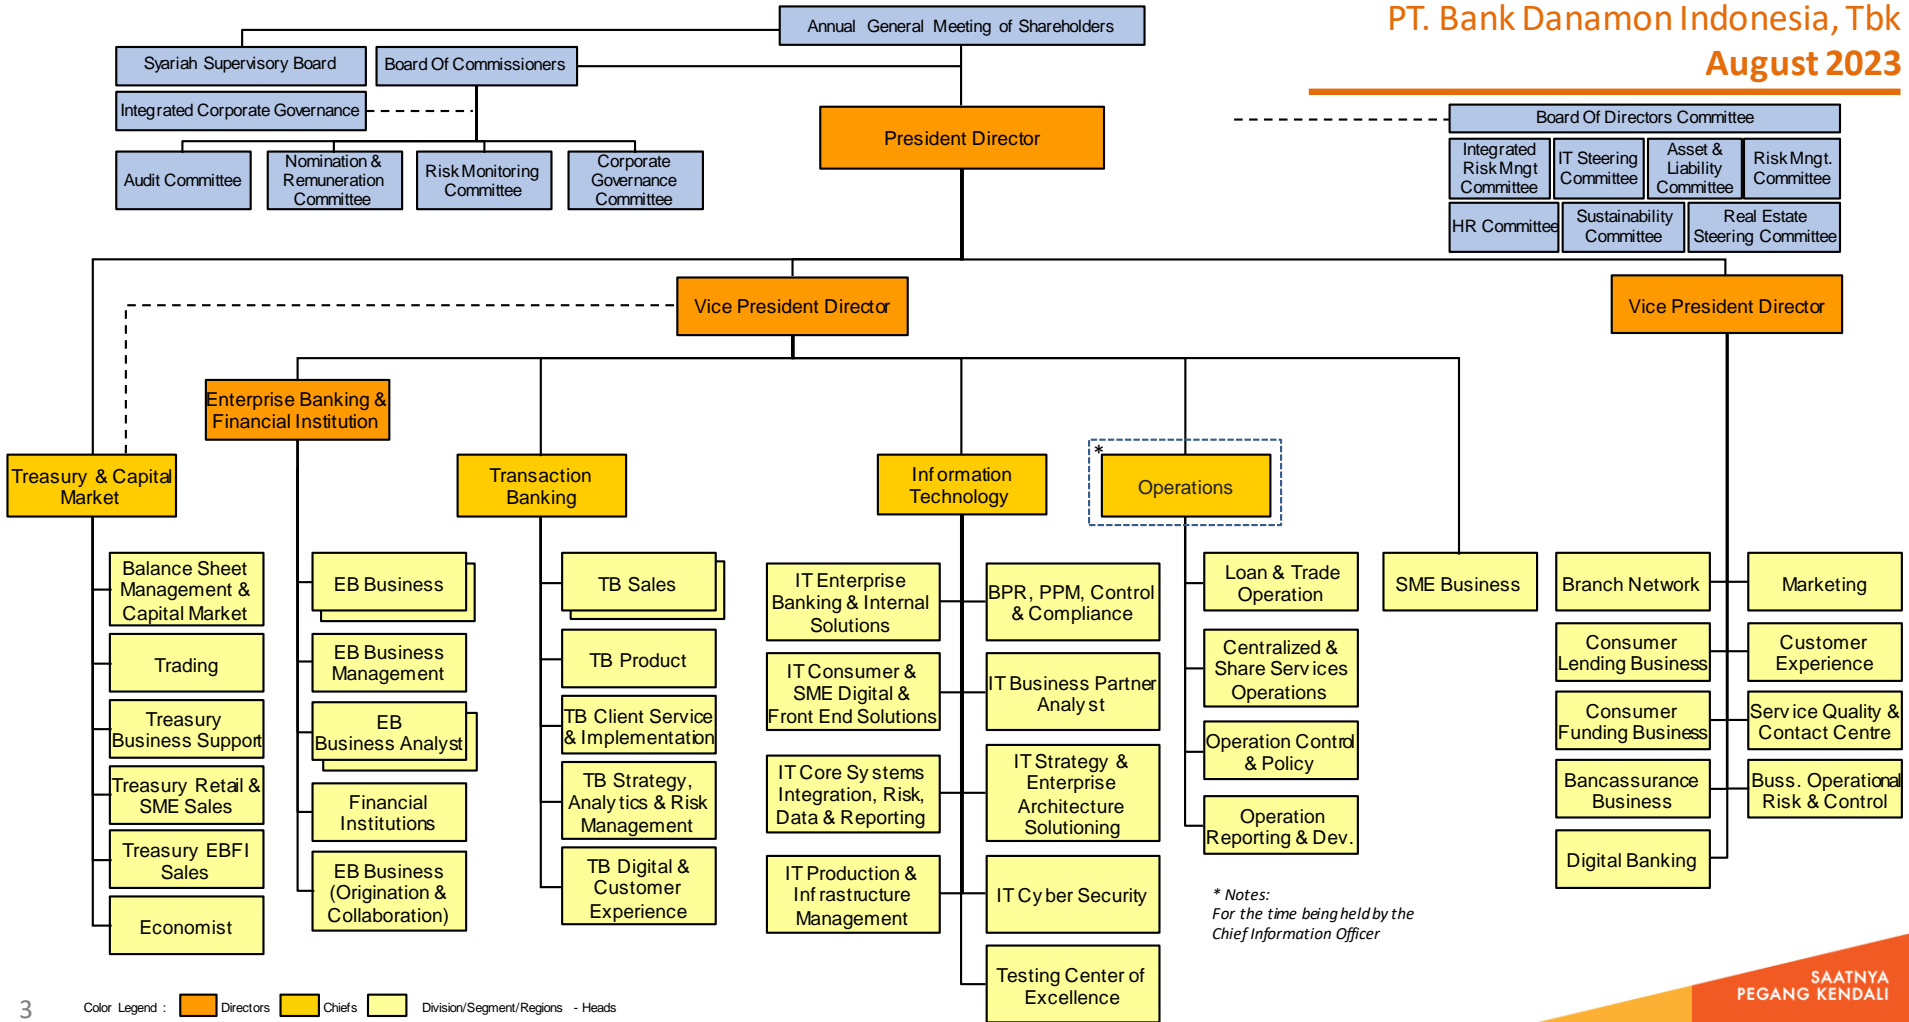 PT. Bank Danamon Indonesia, Tbk
August 2023
Annual General Meeting of Shareholders
Syariah Supervisory Board
Board Of Commissioners
Integrated Corporate Governance
President Director
Audit Committee
Nomination &
Remuneration
Committee
Risk Monitoring
Committee
Corporate
Governance
Committee
Board Of Directors Committee
Integrated
Risk Mngt
Committee
IT Steering
Committee
Asset &
Liability
Committee
Risk Mngt.
Committee
HR Committee
Sustainability
Committee
Real Estate
Steering Committee
Vice President Director
Vice President Director
Enterprise Banking &
Financial Institution
Treasury & Capital
Market
Transaction
Banking
Information
Technology
*
Operations
Balance Sheet
Management &
Capital Market
Trading
Treasury
Business Support
Treasury Retail &
SME Sales
Treasury EBFI
Sales
Economist
EB Business
EB Business
Management
EB
Business Analyst
Financial
Institutions
EB Business
(Origination &
Collaboration)
TB Sales
TB Product
TB Client Service
& Implementation
TB Strategy,
Analytics & Risk
Management
TB Digital &
Customer
Experience
IT Enterprise
Banking & Internal
Solutions
IT Consumer &
SME Digital &
Front End Solutions
IT Core Systems
Integration, Risk,
Data & Reporting
IT Production &
Infrastructure
Management
BPR, PPM, Control
& Compliance
IT Business Partner
Analyst
IT Strategy &
Enterprise
Architecture
Solutioning
IT Cyber Security
Testing Center of
Excellence
Loan & Trade
Operation
Centralized &
Share Services
Operations
Operation Control
& Policy
Operation
Reporting & Dev.
SME Business
Branch Network
Consumer
Lending Business
Consumer
Funding Business
Bancassurance
Business
Digital Banking
Marketing
Customer
Experience
Service Quality &
Contact Centre
Buss. Operational
Risk & Control
* Notes:
For the time being held by the
Chief Information Officer
3
Color Legend :
Directors
Chiefs
Division/Segment/Regions - Heads
SAATNYA
PEGANG KENDALI